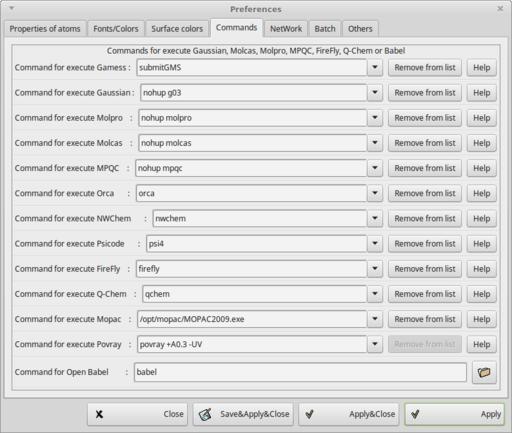 Preferences
Properties of atoms Fonts/Colors Surface colors Commands NetWork Batch Others
Commands for execute Gaussian, Molcas, Molpro, MPQC, FireFly, Q-Chem or Babel
Command for execute Gamess : submitGMS Remove from list Help
Command for execute Gaussian : nohup g03 Remove from list Help
Command for execute Molpro : nohup molpro Remove from list Help
Command for execute Molcas : nohup molcas Remove from list Help
Command for execute MPQC : nohup mpqc Remove from list Help
Command for execute Orca : orca Remove from list Help
Command for execute NWChem : nwchem Remove from list Help
Command for execute Psicode : psi4 Remove from list Help
Command for execute FireFly : firefly Remove from list Help
Command for execute Q-Chem : qchem Remove from list Help
Command for execute Mopac : /opt/mopac/MOPAC2009.exe Remove from list Help
Command for execute Povray : povray +A0.3 -UV Remove from list Help
Command for Open Babel : babel
Close Save&Apply&Close Apply&Close Apply